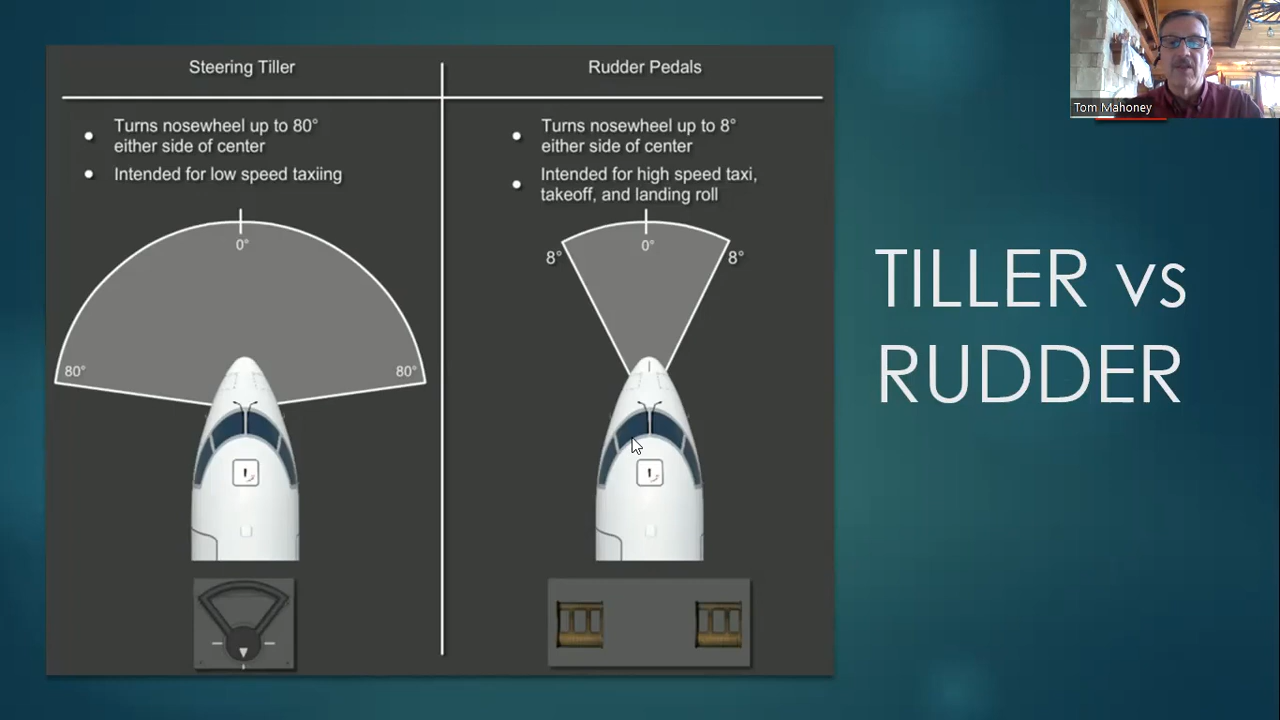 Steering Tiller
Turns nosewheel up to 80°
either side of center
Intended for low speed taxiing
0°
80°
80°
Rudder Pedals
Turns nosewheel up to 8°
either side of center
Intended for high speed taxi,
takeoff, and landing roll
0°
8°
8°
TILLER vs
RUDDER
Tom Mahoney